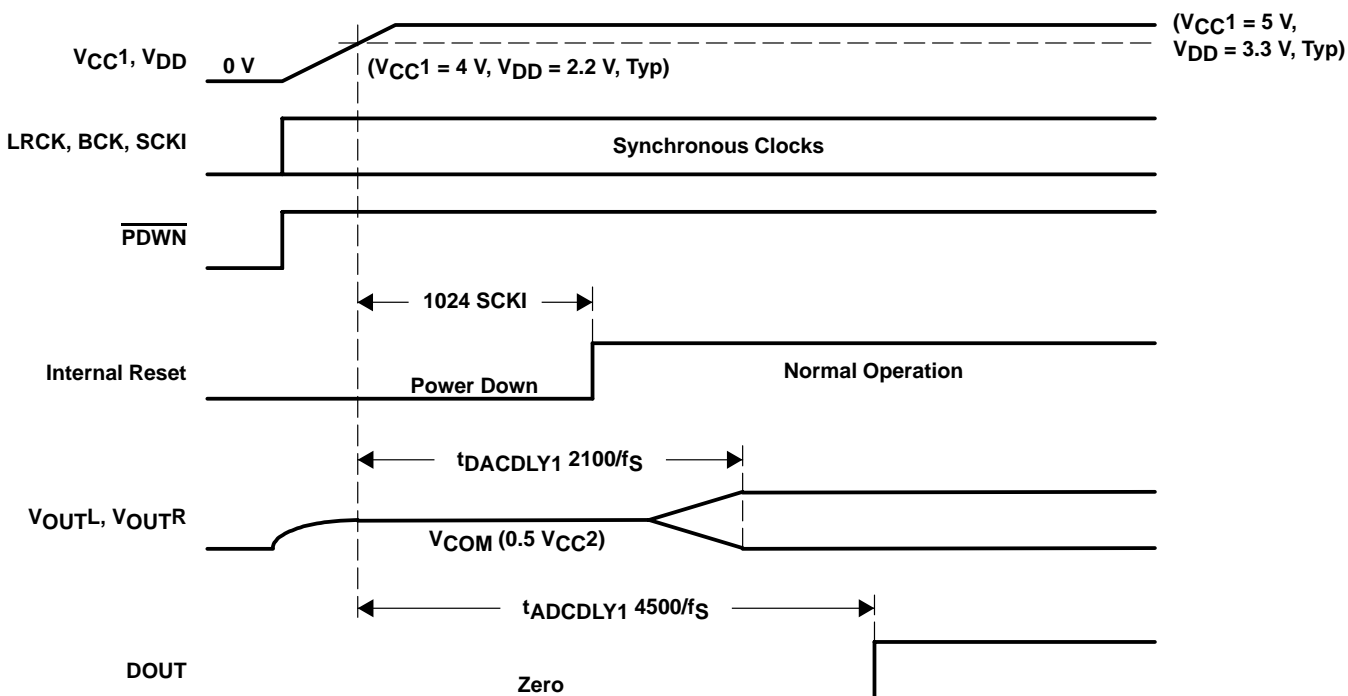 (VCC1 = 5 V,
VDD = 3.3 V, Typ)
VCC1, VDD
0 V
(VCC1 = 4 V, VDD = 2.2 V, Typ)
LRCK, BCK, SCKI
Synchronous Clocks
PDWN
1024 SCKI
Internal Reset
Power Down
Normal Operation
tDACDLY1 2100/fS
VOUTL, VOUTR
VCOM (0.5 VCC2)
tADCDLY1 4500/fS
DOUT
Zero